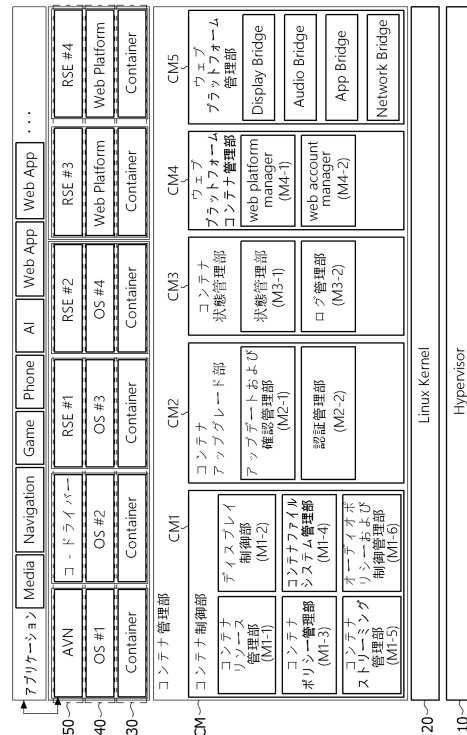 アプリケーション Media Navigation Game Phone AI Web App Web App ...
50 AVN コ-ドライバー RSE #1 RSE #2 RSE #3 RSE #4
40 OS #1 OS #2 OS #3 OS #4 Web Platform Web Platform
30 Container Container Container Container Container Container
コンテナ管理部
CM
CM1
コンテナ制御部
コンテナ
リソース
管理部
(M1-1)
ディスプレイ
制御部
(M1-2)
コンテナ
ポリシー管理部
(M1-3)
コンテナファイル
システム管理部
(M1-4)
コンテナ
ストリーミング
管理部
(M1-5)
オーディオポ
リシーおよび
制御管理部
(M1-6)
CM2
コンテナ
アップグレード部
アップデートおよび
確認管理部
(M2-1)
認証管理部
(M2-2)
CM3
コンテナ
状態管理部
状態管理部
(M3-1)
ログ管理部
(M3-2)
CM4
ウェブ
プラットフォーム
コンテナ管理部
web platform
manager
(M4-1)
web account
manager
(M4-2)
CM5
ウェブ
プラットフォーム
管理部
Display Bridge
Audio Bridge
App Bridge
Network Bridge
20 Linux Kernel
10 Hypervisor